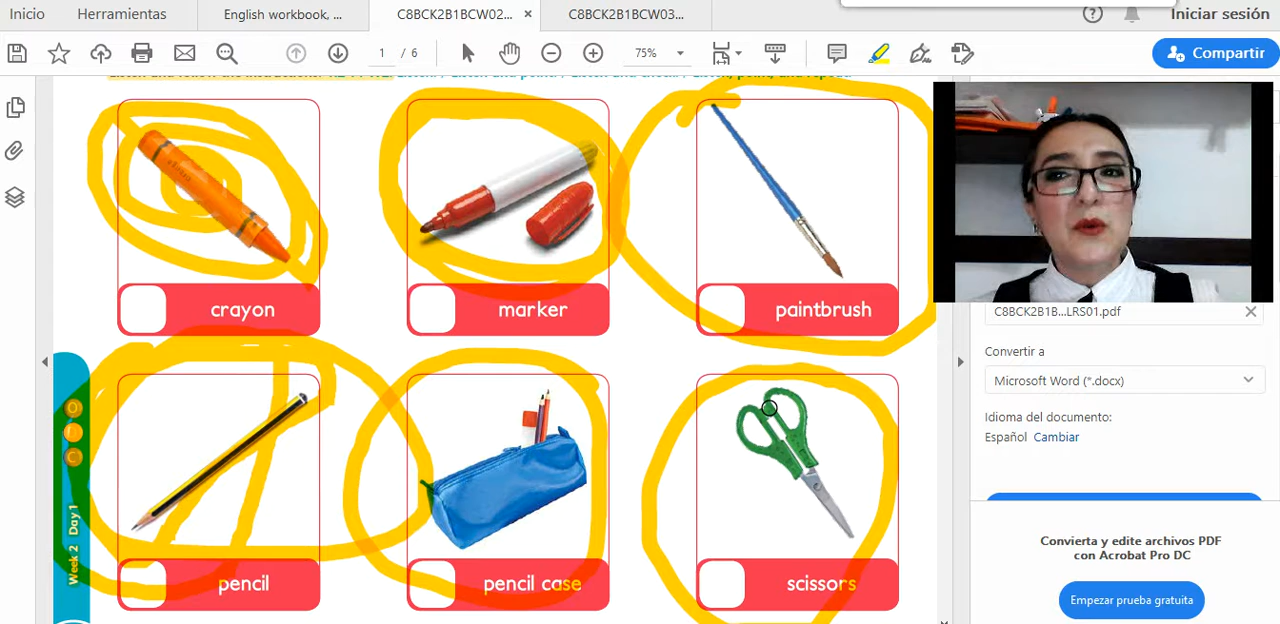 Inicio
Herramientas
English workbook, ...
C8BCK2B1BCW02...
C8BCK2B1BCW03...
Iniciar sesión
1 / 6
75%
Compartir
crayon
marker
paintbrush
pencil
pencil case
scissors
Week 2 Day 1
C8BCK2B1B...LRS01.pdf
Convertir a
Microsoft Word (*.docx)
Idioma del documento:
Español Cambiar
Convierta y edite archivos PDF
con Acrobat Pro DC
Empezar prueba gratuita